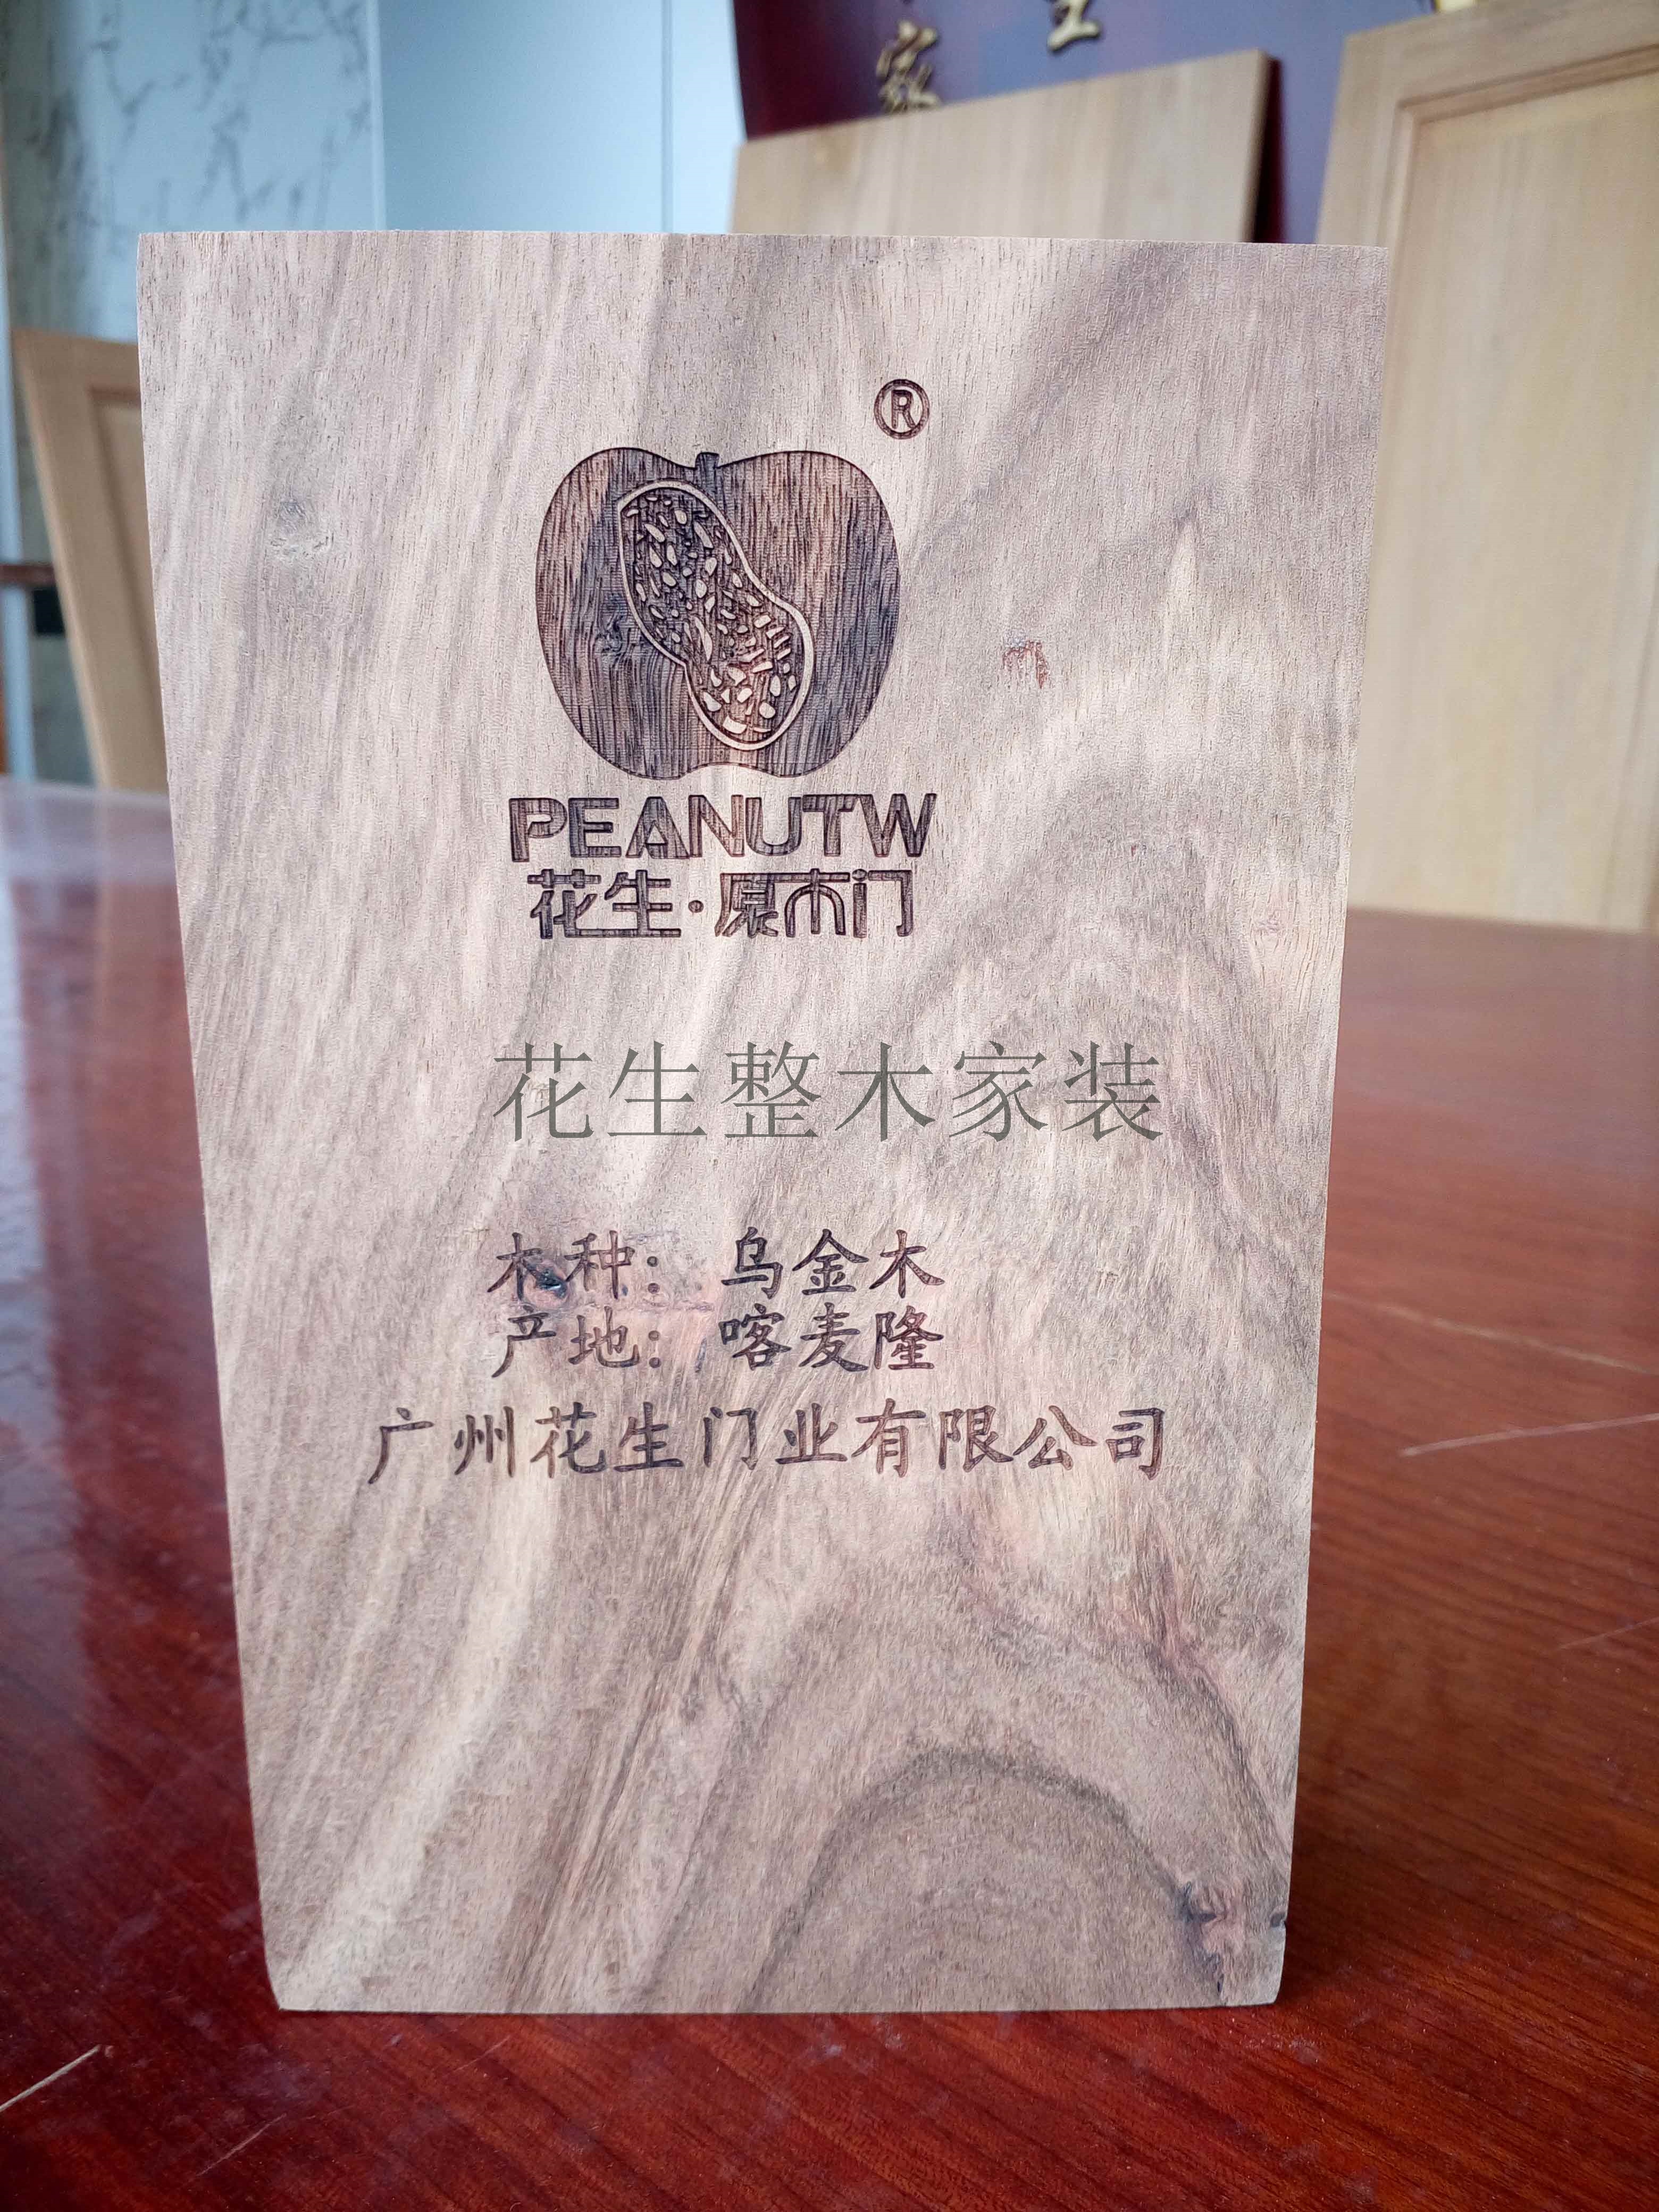 家
®
PEANUTW
花生·原木门
花生整木家装
木种：乌金木
产地：喀麦隆
广州花生门业有限公司